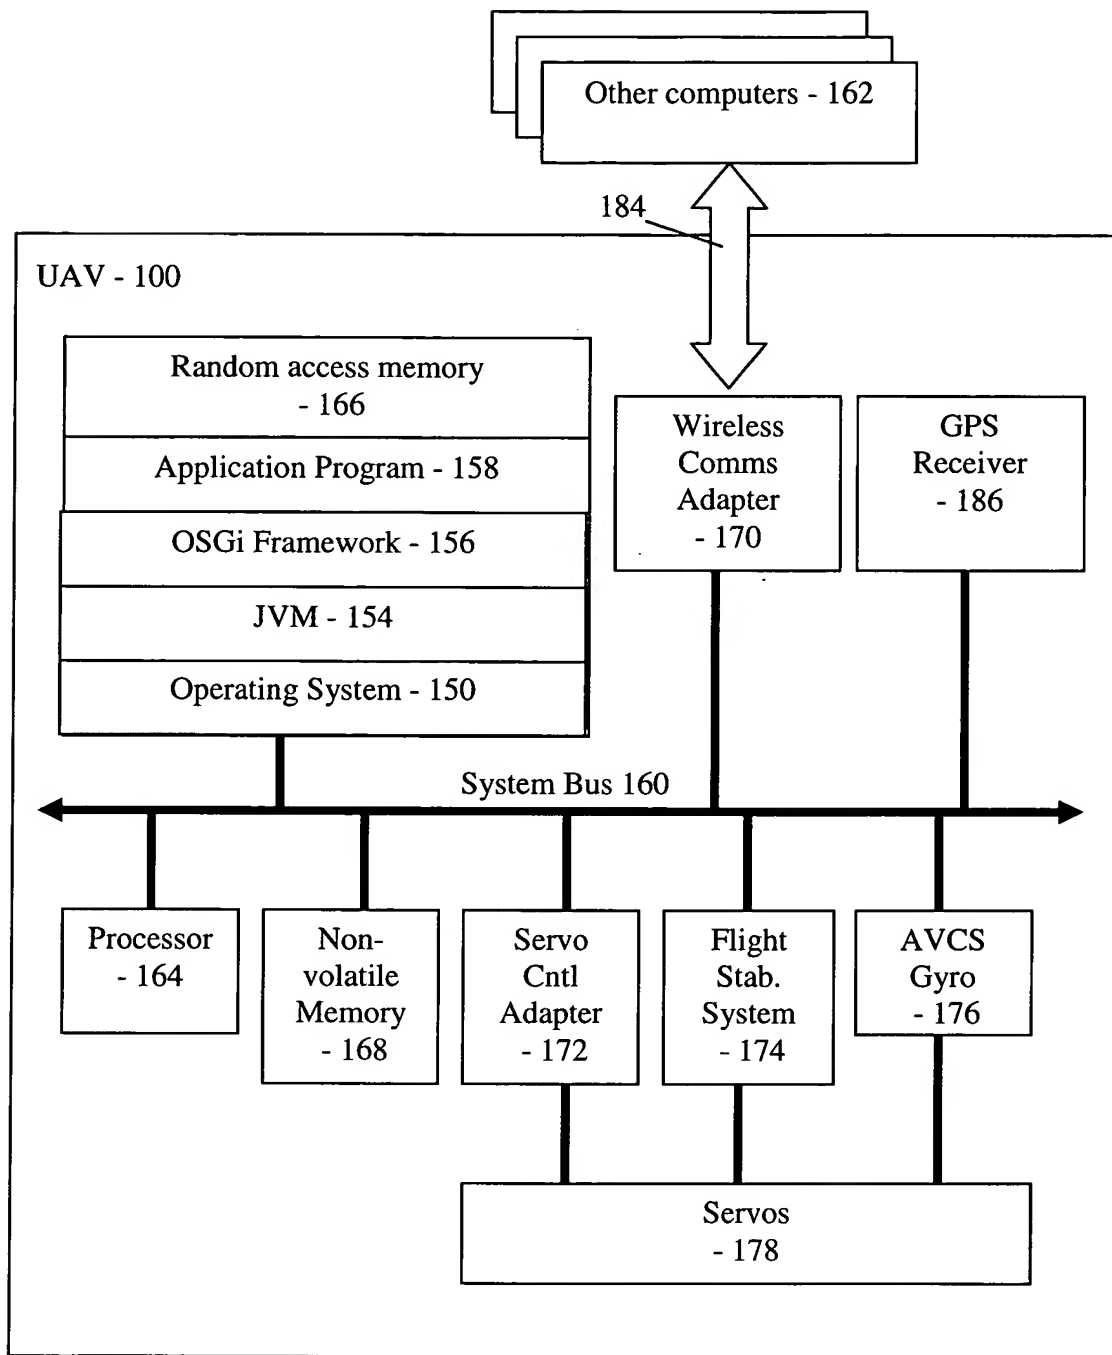 Other computers - 162
184
UAV - 100
Random access memory
- 166
Application Program - 158
OSGi Framework - 156
JVM - 154
Operating System - 150
Wireless
Comms
Adapter
- 170
GPS
Receiver
- 186
System Bus 160
Processor
- 164
Non-
volatile
Memory
- 168
Servo
Cntl
Adapter
- 172
Flight
Stab.
System
- 174
AVCS
Gyro
- 176
Servos
- 178